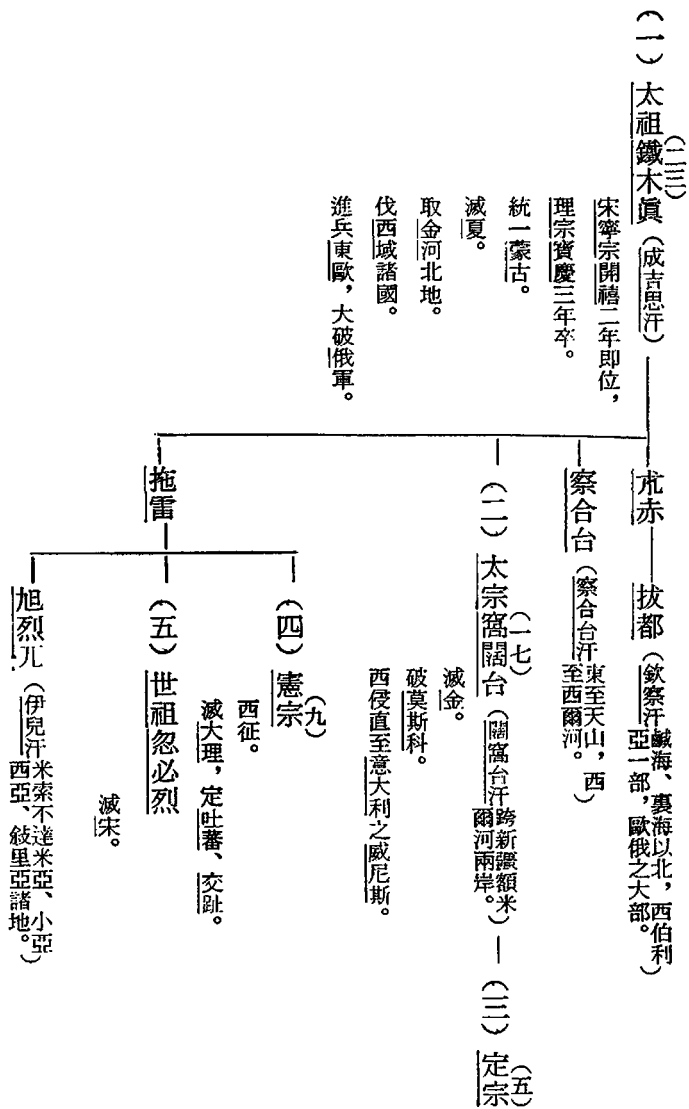 （一）太祖鐵木眞（成吉思汗）
（二三）
宋寧宗開禧二年即位，
理宗寶慶三年卒。
統一蒙古。
滅夏。
取金河北地。
伐西域諸國。
進兵東歐，大破俄軍。
朮赤
拔都（欽察汗
鹹海、裏海以北，西伯利
亞一部，歐俄之大部。）
察合台（察合台汗
東至天山，西
至西爾河。）
（二）太宗窩闊台（闊窩台汗
（一七）
跨新疆額米
爾河兩岸。）
滅金。
破莫斯科。
西侵直至意大利之威尼斯。
（三）定宗
（五）
拖雷
（四）憲宗
（九）
西征。
滅大理，定吐蕃、交趾。
（五）世祖忽必烈
滅宋。
旭烈兀（伊兒汗
米索不達米亞、小亞
西亞、敍里亞諸地。）